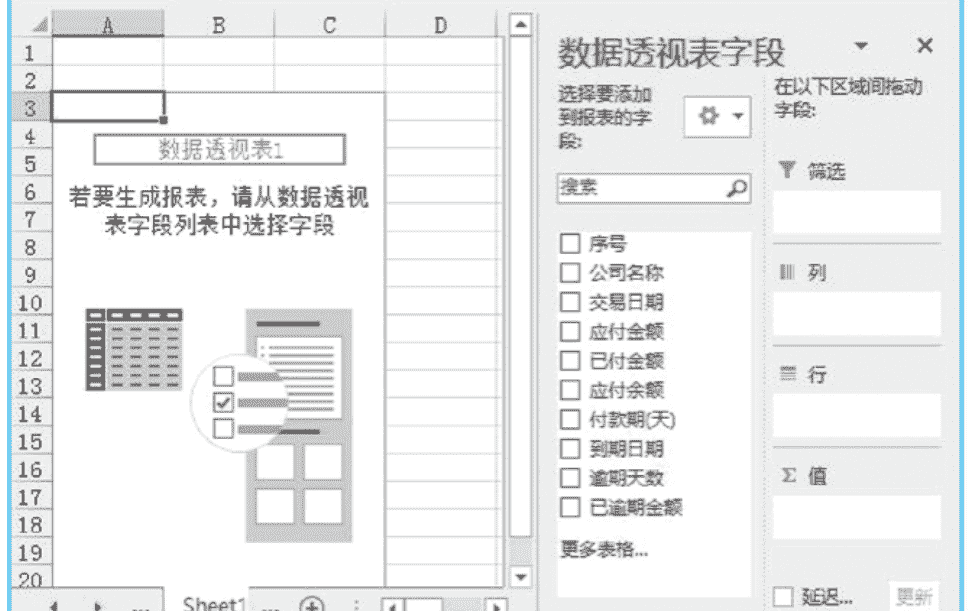 A B C D
1
2
3
4
5
6
7
8
9
10
11
12
13
14
15
16
17
18
19
20
数据透视表1
若要生成报表，请从数据透视
表字段列表中选择字段
... Sheet1 ...
数据透视表字段
选择要添加
到报表的字
段:
搜索
序号
公司名称
交易日期
应付金额
已付金额
应付余额
付款期(天)
到期日期
逾期天数
已逾期金额
更多表格...
在以下区域间拖动
字段:
筛选
列
行
Σ 值
延迟... 更新